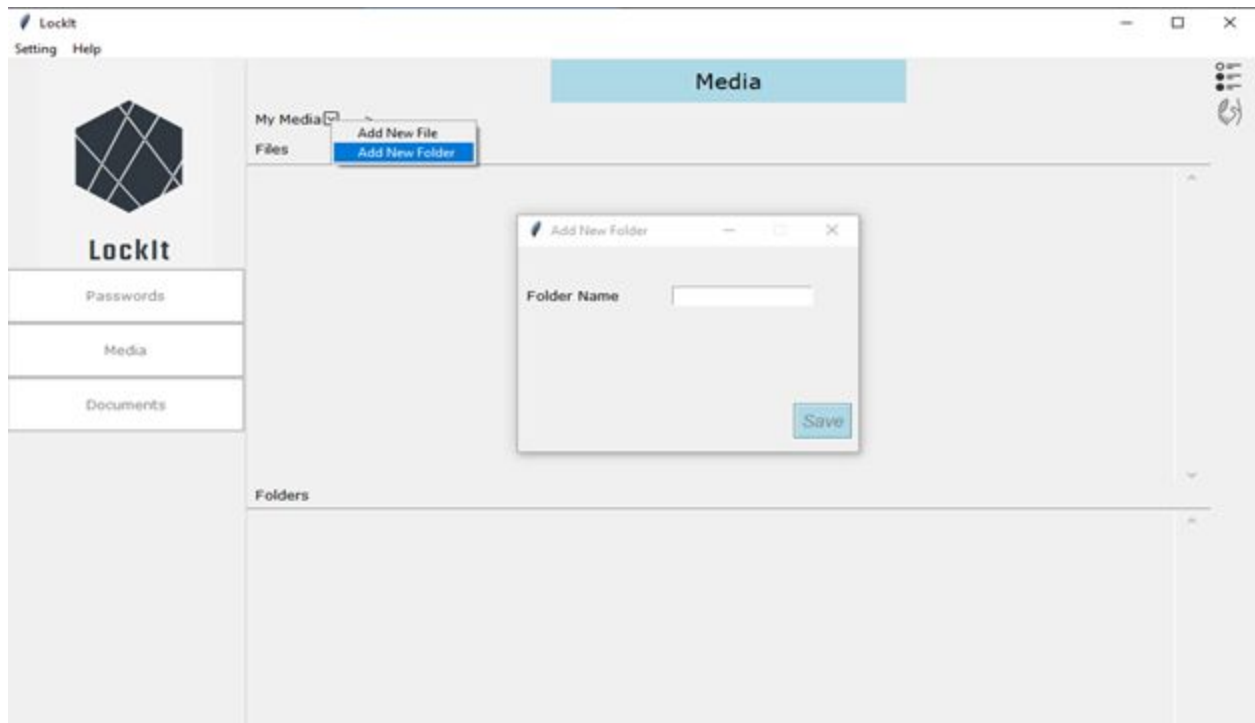 LockIt
Setting Help
Media
My Media >
Add New File
Files
Add New Folder
Add New Folder
LockIt
Passwords
Folder Name
Media
Documents
Save
Folders